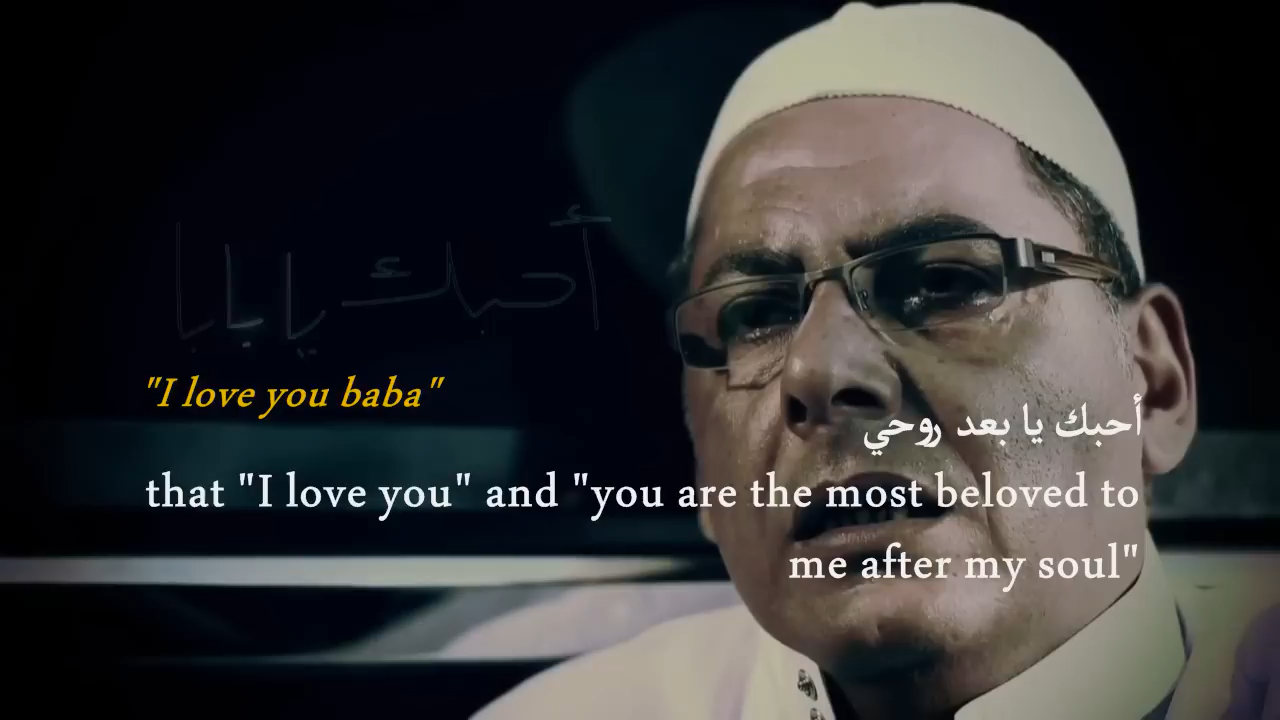 أحبك يا بابا
"I love you baba"
أحبك يا بعد روحي
that "I love you" and "you are the most beloved to
me after my soul"